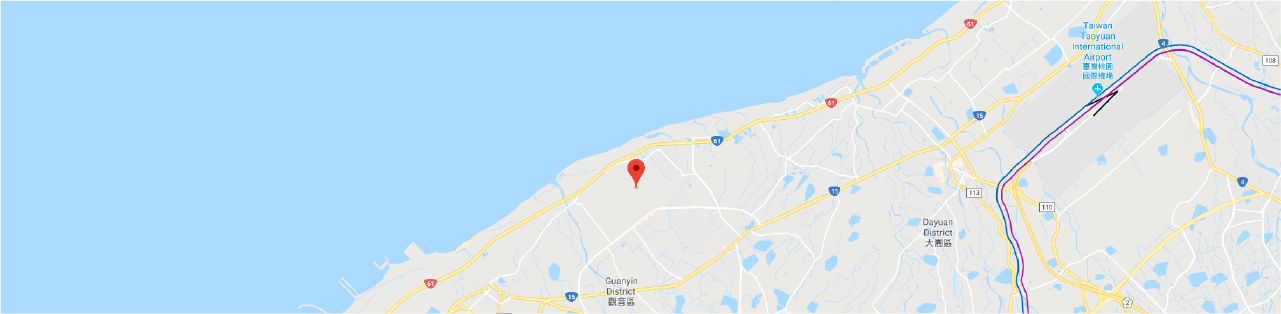 61
Taiwan
Taoyuan
International
Airport
臺灣桃園
國際機場
4
108
61
15
61
4
15
113
110
Dayuan
District
大園區
Guanyin
District
觀音區
61
15
2